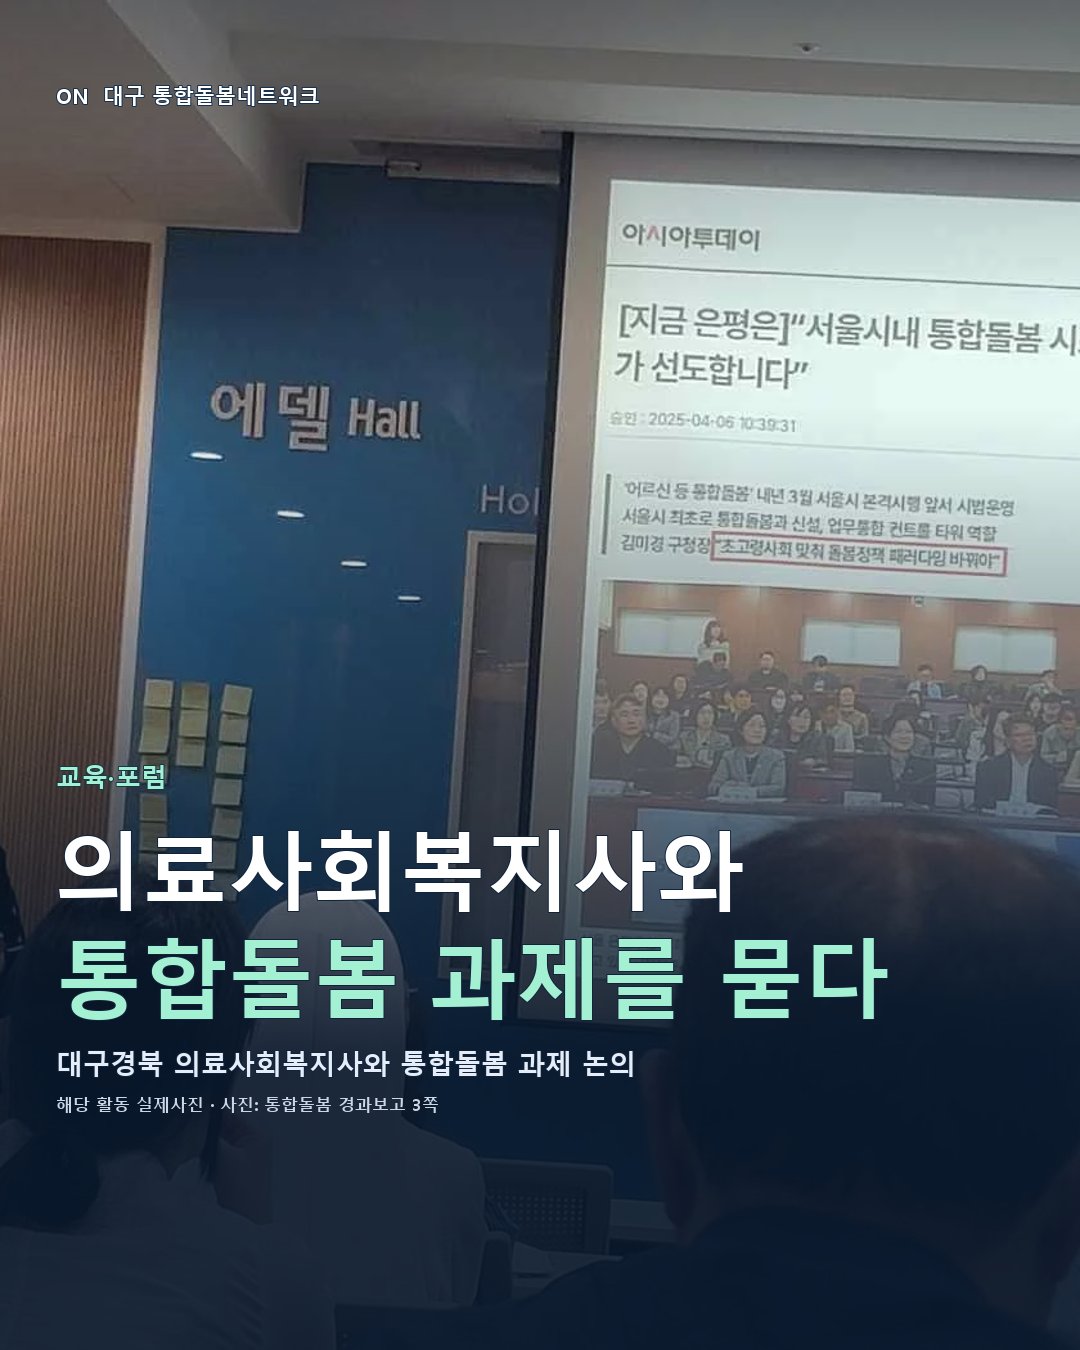 ON 대구 통합돌봄네트워크
아시아투데이
[지금 은평은]“서울시내 통합돌봄 시
가 선도합니다”
승인 : 2025-04-06 10:39:31
에델 Hall
Hol
'어르신 등 통합돌봄' 내년 3월 서울시 본격시행 앞서 시범운영
서울시 최초로 통합돌봄과 신설, 업무통합 컨트롤 타워 역할
김미경 구청장 “초고령사회 맞춰 돌봄정책 패러다임 바꿔야”
교육·포럼
의료사회복지사와
통합돌봄 과제를 묻다
대구경북 의료사회복지사와 통합돌봄 과제 논의
해당 활동 실제사진 · 사진: 통합돌봄 경과보고 3쪽